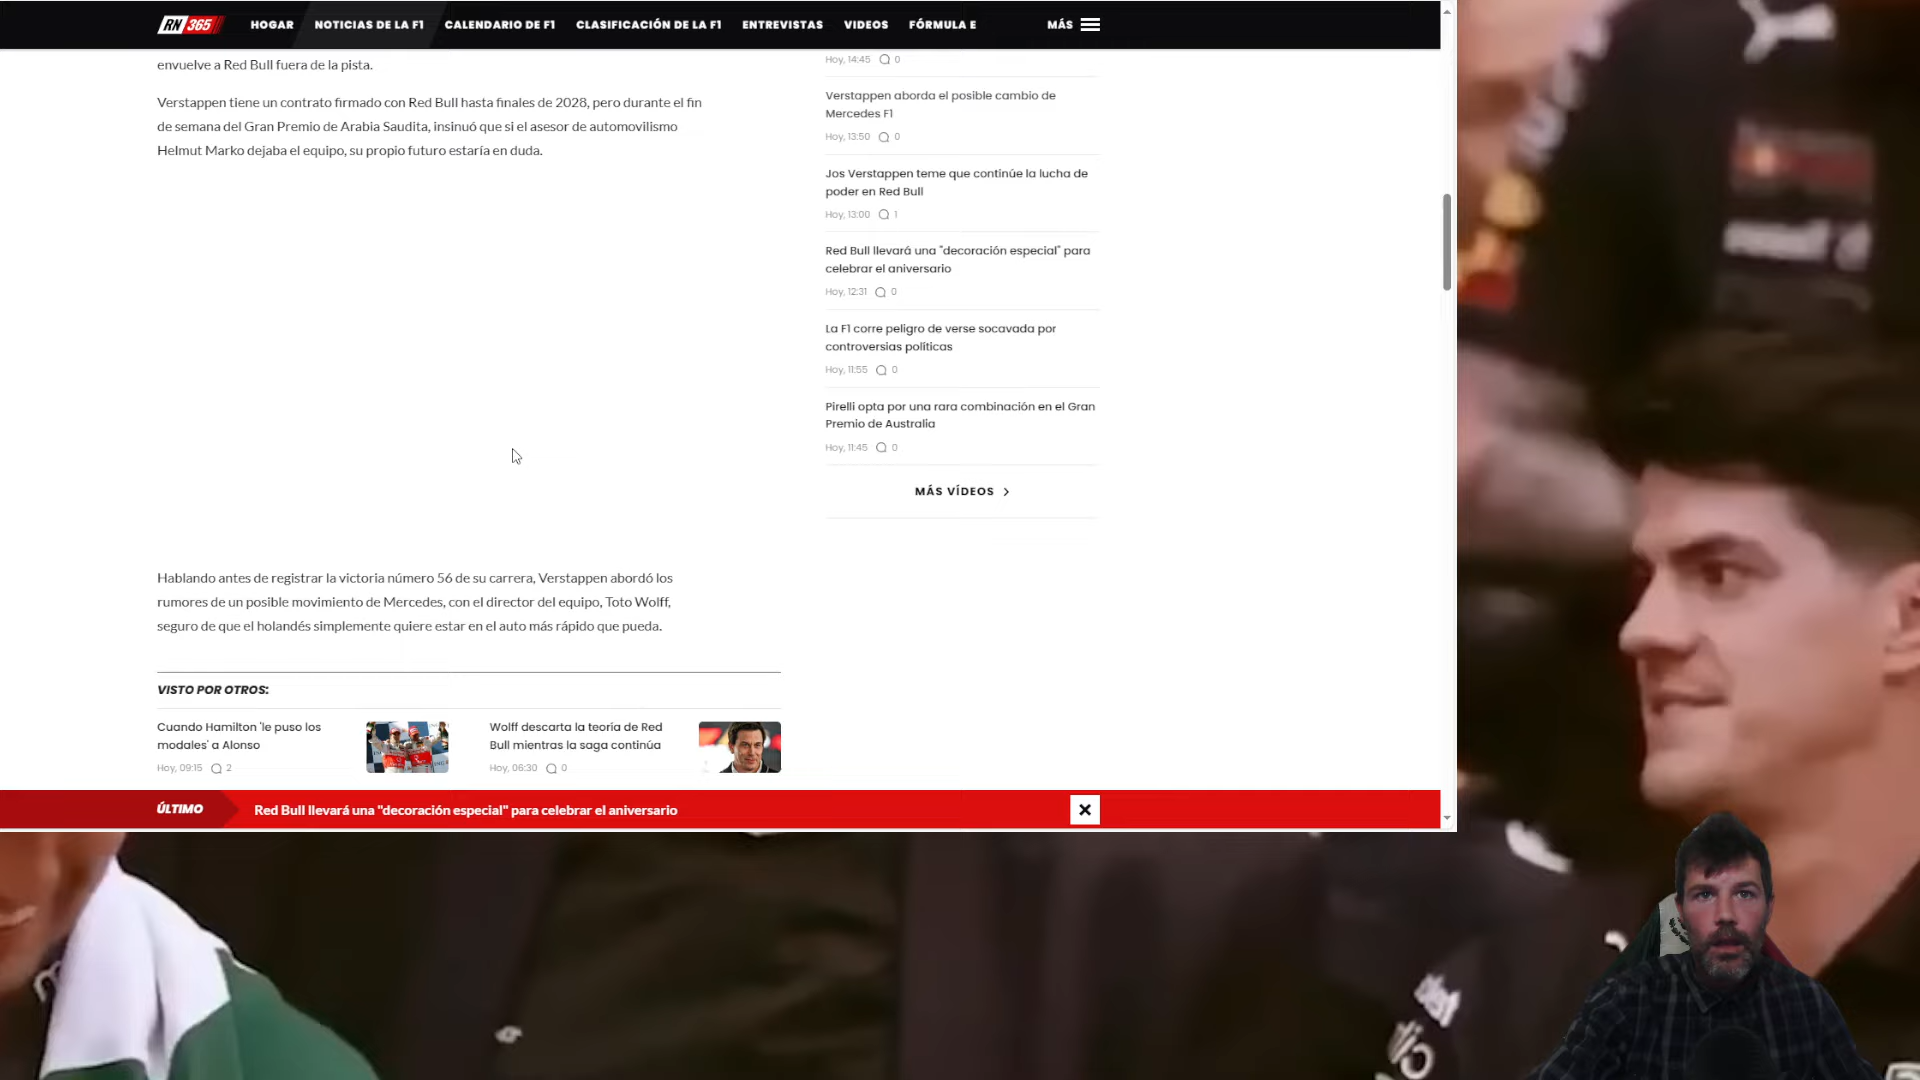 RN 365 HOGAR NOTICIAS DE LA F1 CALENDARIO DE F1 CLASIFICACIÓN DE LA F1 ENTREVISTAS VIDEOS FÓRMULA E MÁS
envuelve a Red Bull fuera de la pista.
Verstappen tiene un contrato firmado con Red Bull hasta finales de 2028, pero durante el fin
de semana del Gran Premio de Arabia Saudita, insinuó que si el asesor de automovilismo
Helmut Marko dejaba el equipo, su propio futuro estaría en duda.
Hablando antes de registrar la victoria número 56 de su carrera, Verstappen abordó los
rumores de un posible movimiento de Mercedes, con el director del equipo, Toto Wolff,
seguro de que el holandés simplemente quiere estar en el auto más rápido que pueda.
VISTO POR OTROS:
Cuando Hamilton 'le puso los
modales' a Alonso
Hoy, 09:15 2
Wolff descarta la teoría de Red
Bull mientras la saga continúa
Hoy, 06:30 0
Hoy, 14:45 0
Verstappen aborda el posible cambio de
Mercedes F1
Hoy, 13:50 0
Jos Verstappen teme que continúe la lucha de
poder en Red Bull
Hoy, 13:00 1
Red Bull llevará una "decoración especial" para
celebrar el aniversario
Hoy, 12:31 0
La F1 corre peligro de verse socavada por
controversias políticas
Hoy, 11:55 0
Pirelli opta por una rara combinación en el Gran
Premio de Australia
Hoy, 11:45 0
MÁS VÍDEOS
ÚLTIMO Red Bull llevará una "decoración especial" para celebrar el aniversario